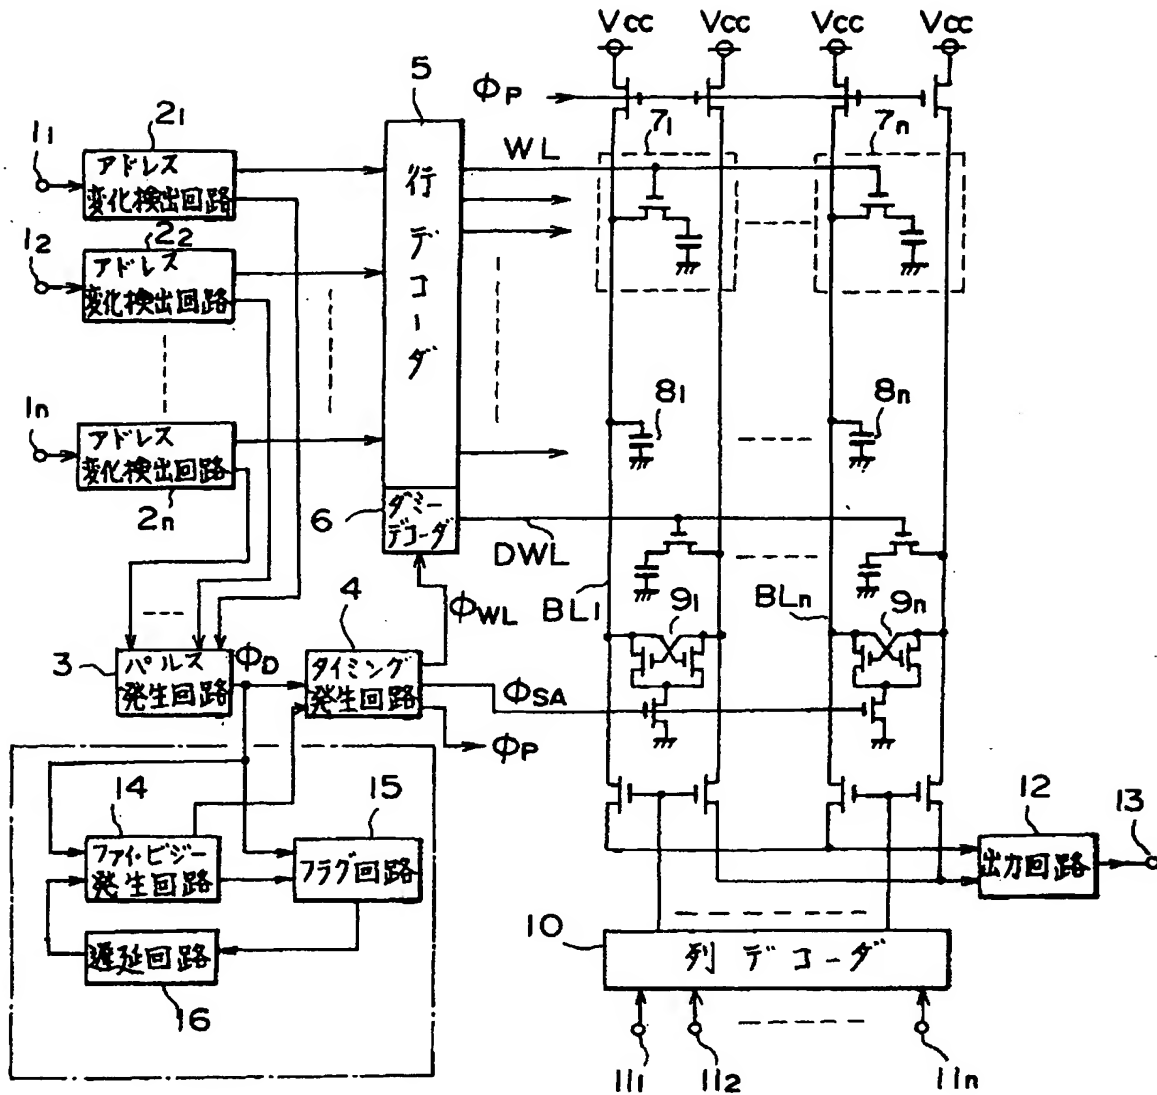 Vcc Vcc Vcc Vcc
5
ΦP
2₁
1₁
アドレス
変化検出回路
WL
7₁
7n
行デコーダ
2₂
1₂
アドレス
変化検出回路
8₁
8n
1n
アドレス
変化検出回路
2n
6
ダミー
デコーダ
DWL
BL₁
9₁
BLn
9n
ΦWL
4
3
パルス
発生回路
ΦD
タイミング
発生回路
ΦSA
ΦP
14
15
12
13
ファイ・ビジー
発生回路
フラグ回路
出力回路
10
遅延回路
列デコーダ
16
11₁
11₂
11n